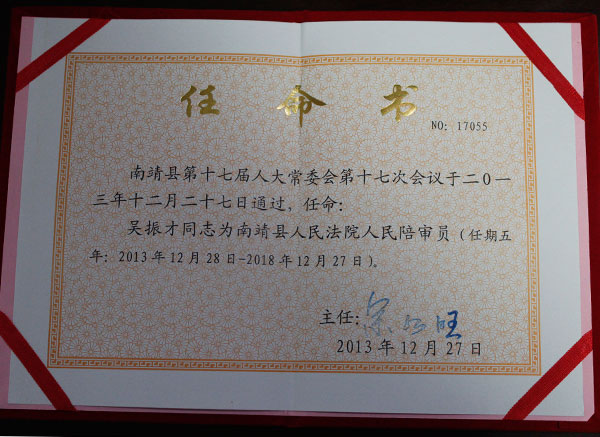 任命书
NO: 17055
南靖县第十七届人大常委会第十七次会议于二0一
三年十二月二十七日通过，任命：
吴振才同志为南靖县人民法院人民陪审员（任期五
年：2013年12月28日-2018年12月27日）。
主任：
2013年12月27日